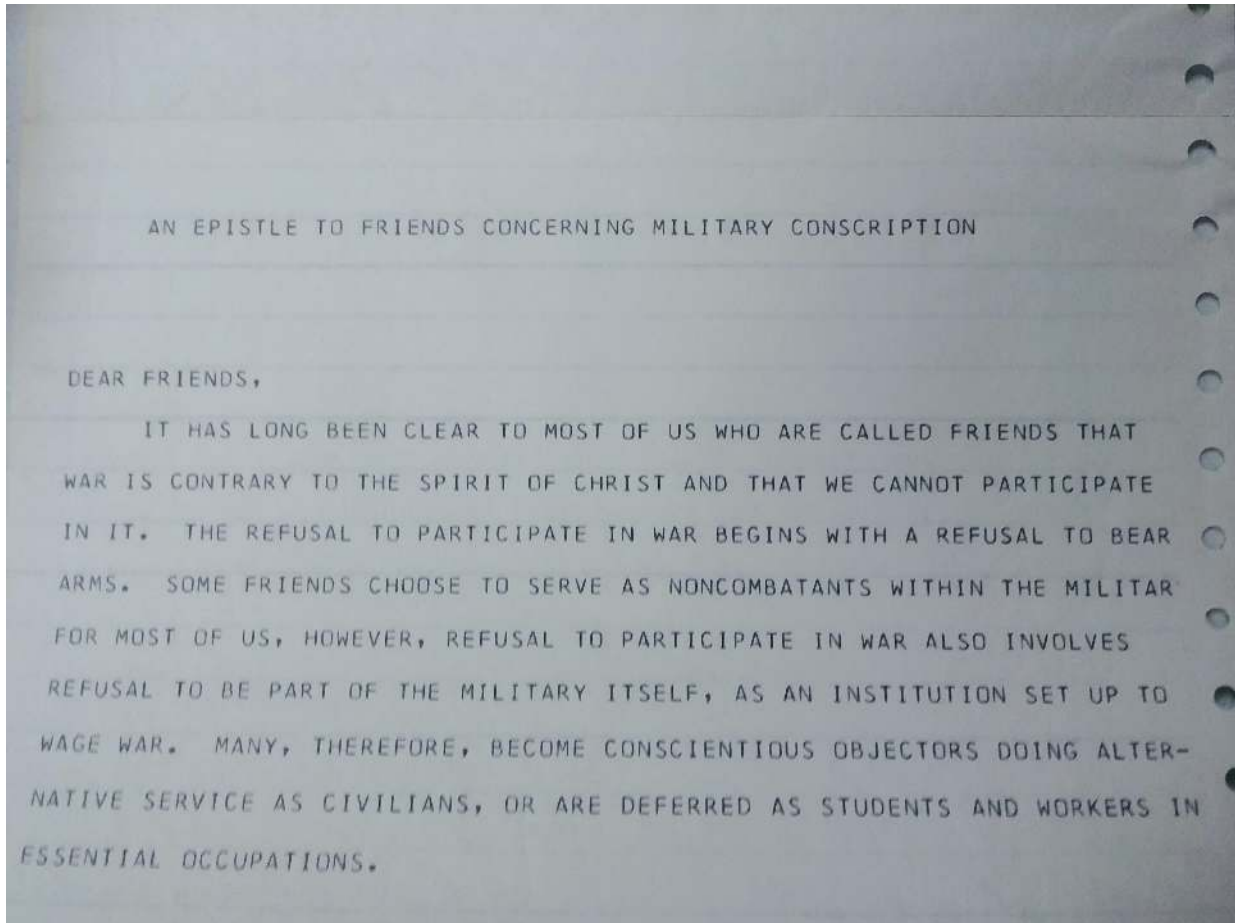 AN EPISTLE TO FRIENDS CONCERNING MILITARY CONSCRIPTION
DEAR FRIENDS,
IT HAS LONG BEEN CLEAR TO MOST OF US WHO ARE CALLED FRIENDS THAT
WAR IS CONTRARY TO THE SPIRIT OF CHRIST AND THAT WE CANNOT PARTICIPATE
IN IT. THE REFUSAL TO PARTICIPATE IN WAR BEGINS WITH A REFUSAL TO BEAR
ARMS. SOME FRIENDS CHOOSE TO SERVE AS NONCOMBATANTS WITHIN THE MILITAR
FOR MOST OF US, HOWEVER, REFUSAL TO PARTICIPATE IN WAR ALSO INVOLVES
REFUSAL TO BE PART OF THE MILITARY ITSELF, AS AN INSTITUTION SET UP TO
WAGE WAR. MANY, THEREFORE, BECOME CONSCIENTIOUS OBJECTORS DOING ALTER-
NATIVE SERVICE AS CIVILIANS, OR ARE DEFERRED AS STUDENTS AND WORKERS IN
ESSENTIAL OCCUPATIONS.